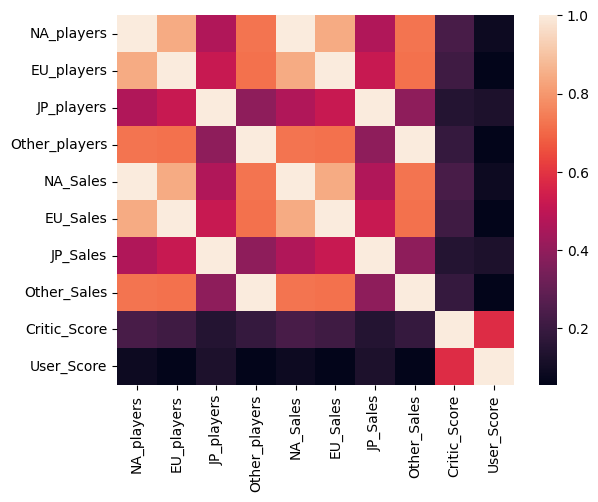 NA_players
EU_players
JP_players
Other_players
NA_Sales
EU_Sales
JP_Sales
Other_Sales
Critic_Score
User_Score
NA_players
EU_players
JP_players
Other_players
NA_Sales
EU_Sales
JP_Sales
Other_Sales
Critic_Score
User_Score
1.0
0.8
0.6
0.4
0.2